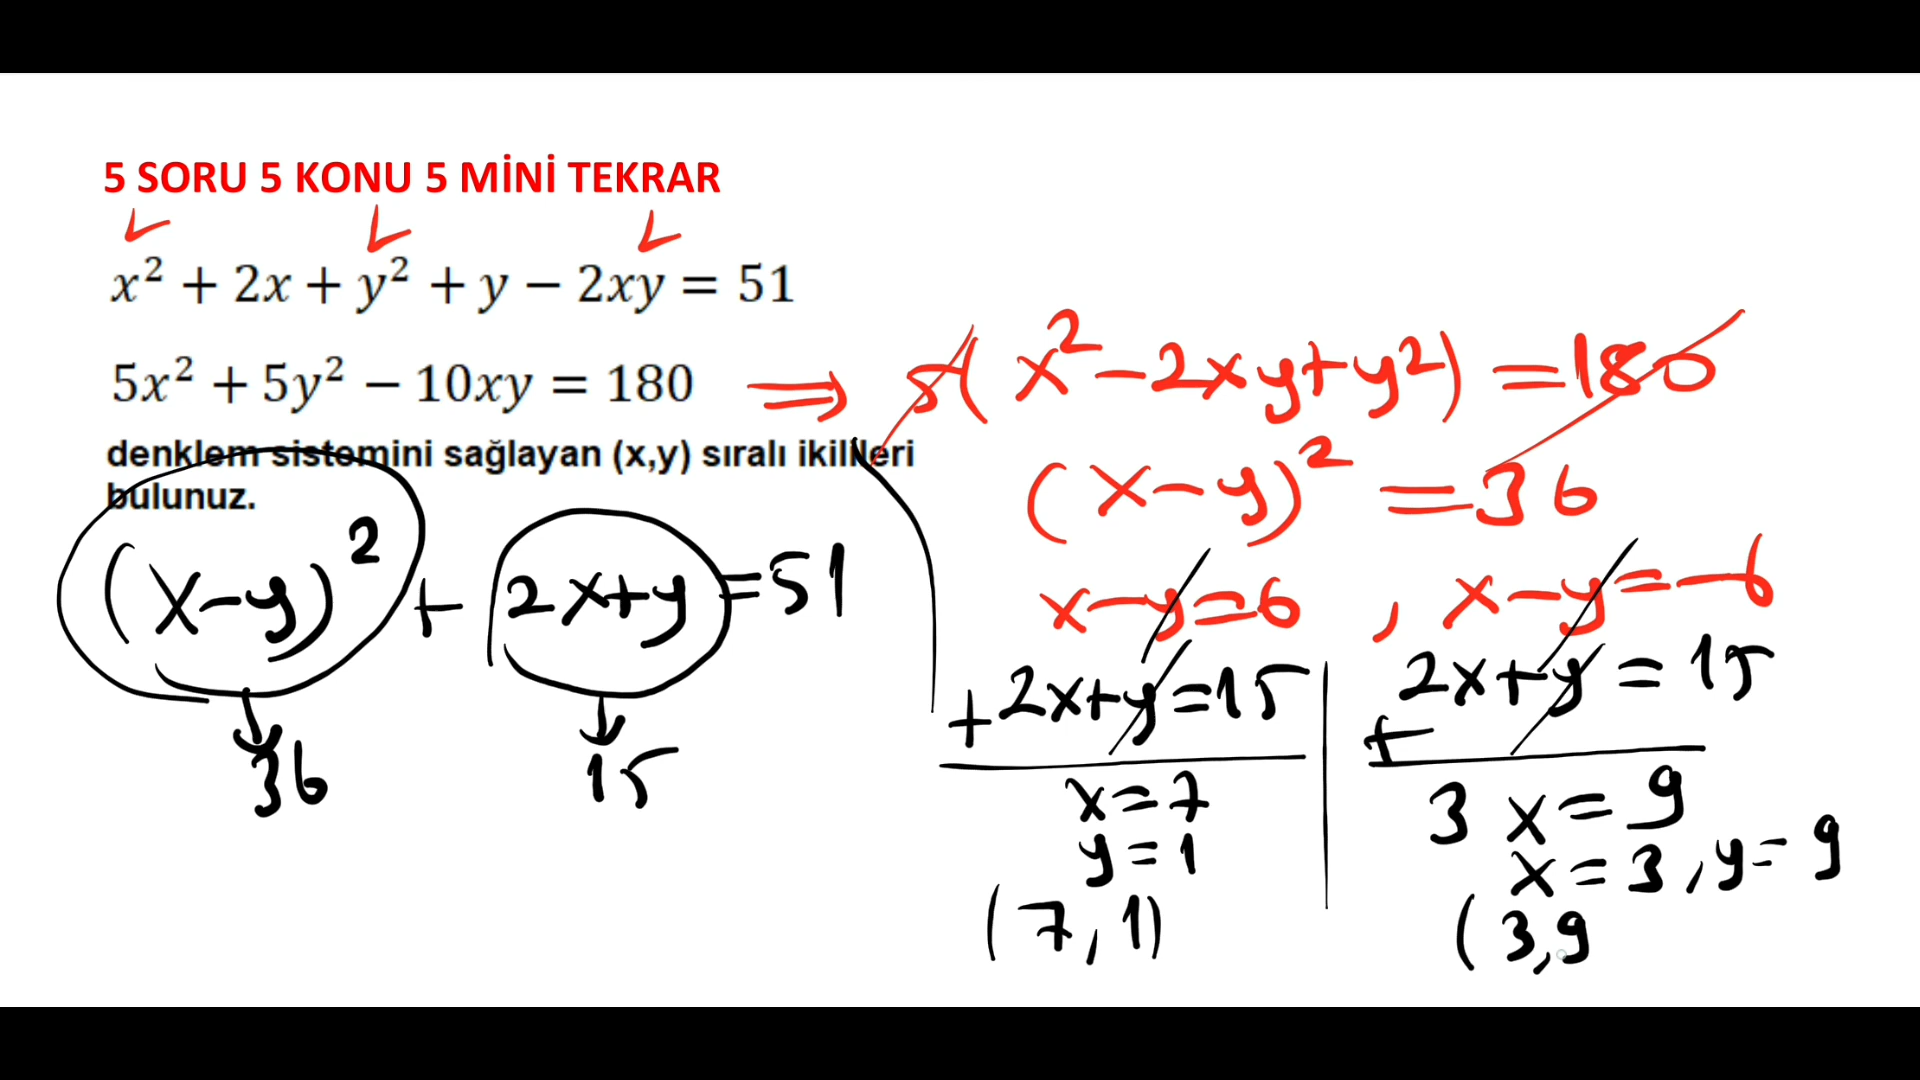 5 SORU 5 KONU 5 MİNİ TEKRAR
x² + 2x + y² + y − 2xy = 51
5x² + 5y² − 10xy = 180 ⇒ 5(x² − 2xy + y²) = 180
denklem sistemini sağlayan (x,y) sıralı ikilileri
bulunuz.
(x−y)² = 36
(x−y)² + 2x+y = 51
36
15
x−y=6 , x−y=−6
+ 2x+y=15
x=7
y=1
(7,1)
2x+y = 15
+
3x = 9
x=3, y=9
(3,9